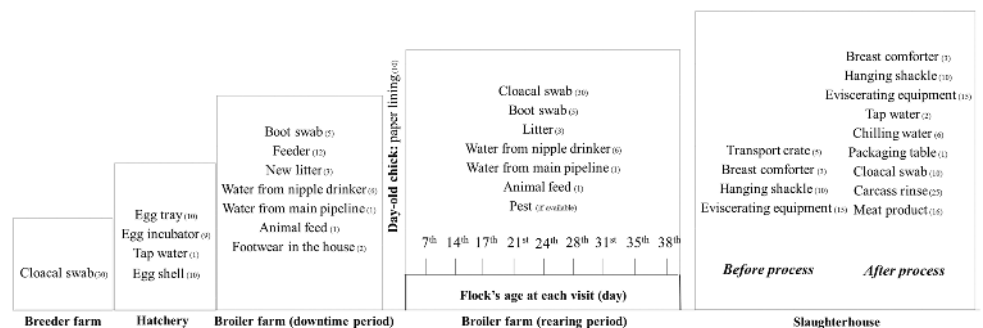 Cloacal swab(30)
Breeder farm
Egg tray(10)
Egg incubator(9)
Tap water(1)
Egg shell(10)
Hatchery
Boot swab(5)
Feeder(12)
New litter(3)
Water from nipple drinker(6)
Water from main pipeline(1)
Animal feed(1)
Footwear in the house(2)
Broiler farm (downtime period)
Day-old chick: paper lining(10)
Cloacal swab(30)
Boot swab(5)
Litter(3)
Water from nipple drinker(6)
Water from main pipeline(1)
Animal feed(1)
Pest (if available)
7th 14th 17th 21st 24th 28th 31st 35th 38th
Flock's age at each visit (day)
Broiler farm (rearing period)
Transport crate(5)
Breast comforter(7)
Hanging shackle(10)
Eviscerating equipment(15)
Before process
Breast comforter(7)
Hanging shackle(10)
Eviscerating equipment(15)
Tap water(2)
Chilling water(6)
Packaging table(1)
Cloacal swab(10)
Carcass rinse(25)
Meat product(16)
After process
Slaughterhouse